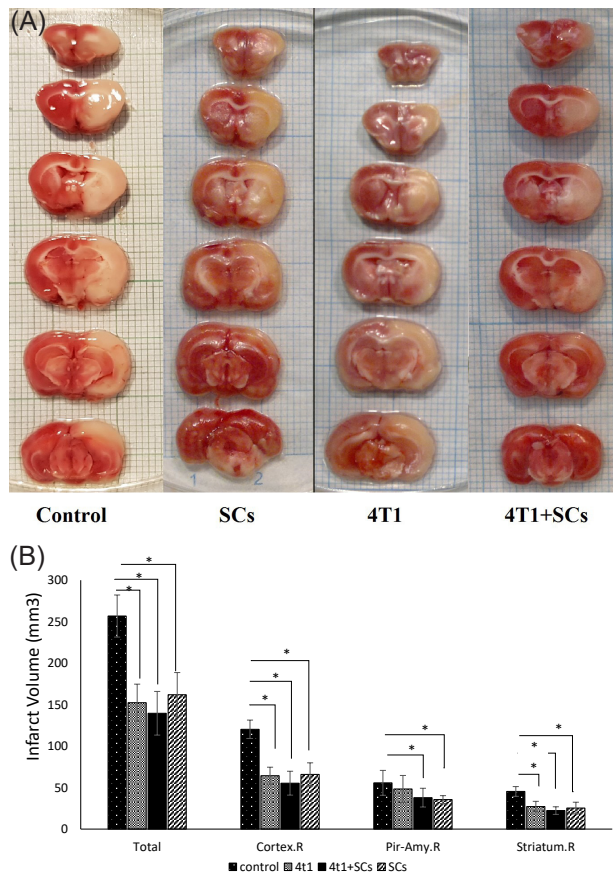 (A)
1 2
Control SCs 4T1 4T1+SCs
(B)
Infarct Volume (mm3)
300
250
200
150
100
50
0
* * *
* * *
* *
* * *
Total Cortex.R Pir-Amy.R Striatum.R
control 4t1 4t1+SCs SCs